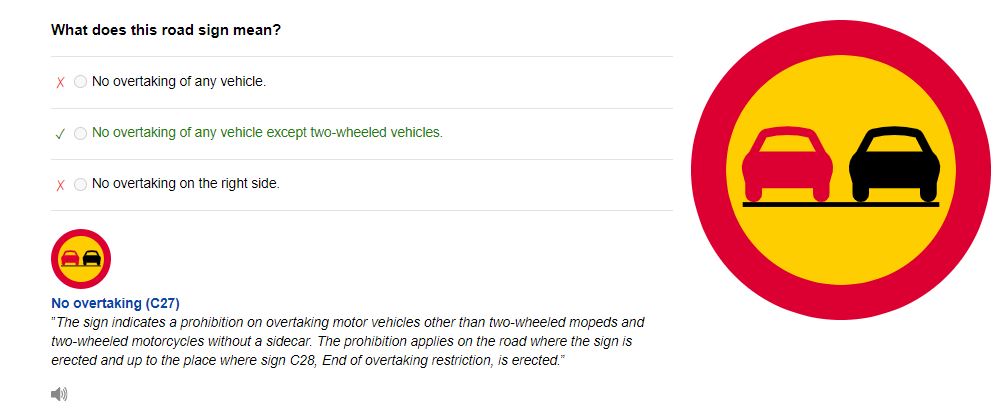 What does this road sign mean?
✗ No overtaking of any vehicle.
✓ No overtaking of any vehicle except two-wheeled vehicles.
✗ No overtaking on the right side.
No overtaking (C27)
"The sign indicates a prohibition on overtaking motor vehicles other than two-wheeled mopeds and
two-wheeled motorcycles without a sidecar. The prohibition applies on the road where the sign is
erected and up to the place where sign C28, End of overtaking restriction, is erected."